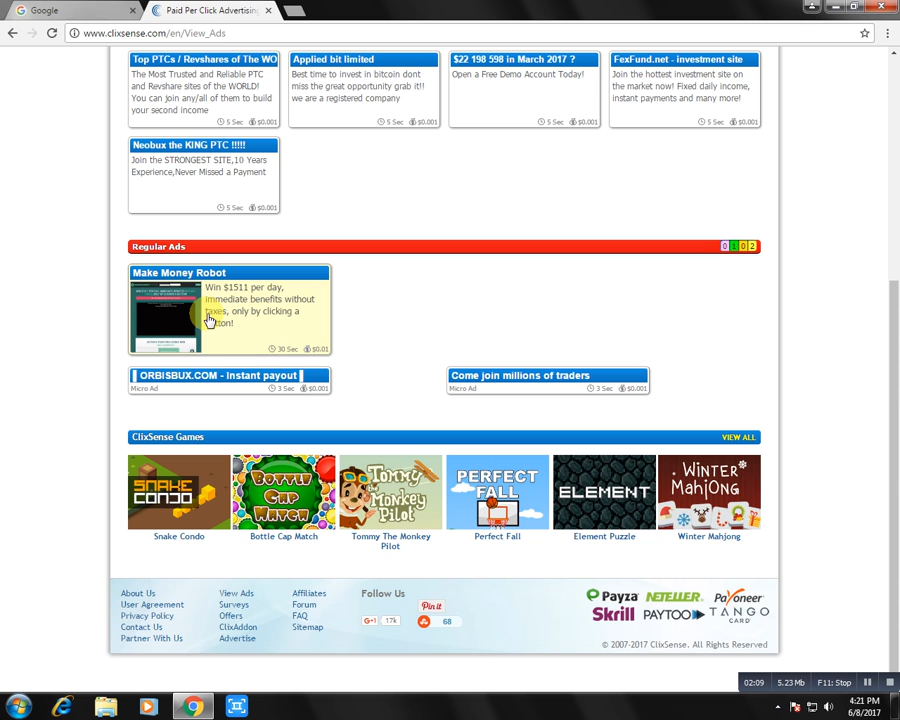 Google
Paid Per Click Advertising
www.clixsense.com/en/View_Ads
Top PTCs / Revshares of The WO
The Most Trusted and Reliable PTC
and Revshare sites of the WORLD!
You can join any/all of them to build
your second income
5 Sec $0.001
Applied bit limited
Best time to invest in bitcoin dont
miss the great opportunity grab it!!
we are a registered company
5 Sec $0.001
$22 198 598 in March 2017 ?
Open a Free Demo Account Today!
5 Sec $0.001
FexFund.net - investment site
Join the hottest investment site on
the market now! Fixed daily income,
instant payments and many more!
5 Sec $0.001
Neobux the KING PTC !!!!!
Join the STRONGEST SITE,10 Years
Experience,Never Missed a Payment
5 Sec $0.001
Regular Ads
0 1 0 2
Make Money Robot
Win $1511 per day,
immediate benefits without
taxes, only by clicking a
tton!
30 Sec $0.01
ORBISBUX.COM - Instant payout
Micro Ad 3 Sec $0.001
Come join millions of traders
Micro Ad 3 Sec $0.001
ClixSense Games VIEW ALL
SNAKE CONDO
BOTTLE CAP MATCH
Tommy the Monkey Pilot
PERFECT FALL
ELEMENT
WINTER MAHJONG
Snake Condo
Bottle Cap Match
Tommy The Monkey
Pilot
Perfect Fall
Element Puzzle
Winter Mahjong
About Us
User Agreement
Privacy Policy
Contact Us
Partner With Us
View Ads
Surveys
Offers
ClixAddon
Advertise
Affiliates
Forum
FAQ
Sitemap
Follow Us
Pin it
G+1 17k
68
Payza NETELLER Payoneer
Skrill PAYTOO TANGO
CARD
© 2007-2017 ClixSense. All Rights Reserved
02:09 5.23 Mb F11: Stop
4:21 PM
6/8/2017